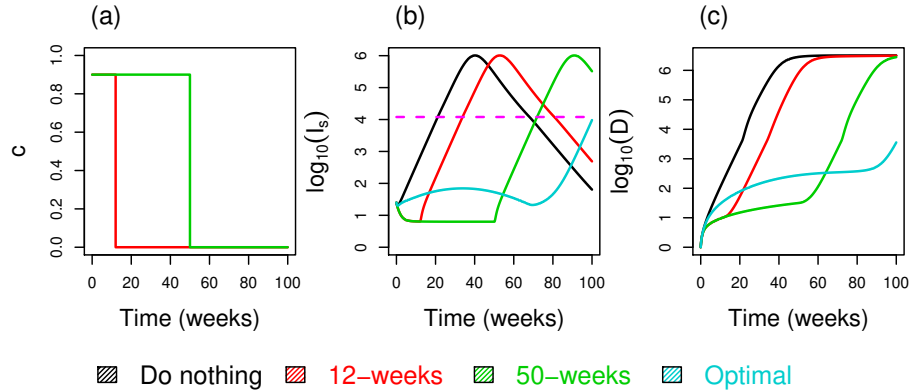 (a)
(b)
(c)
c
0.0
0.2
0.4
0.6
0.8
1.0
0 20 40 60 80 100
Time (weeks)
log10(Is)
0
1
2
3
4
5
6
0 20 40 60 80 100
Time (weeks)
log10(D)
0
1
2
3
4
5
6
0 20 40 60 80 100
Time (weeks)
Do nothing
12−weeks
50−weeks
Optimal